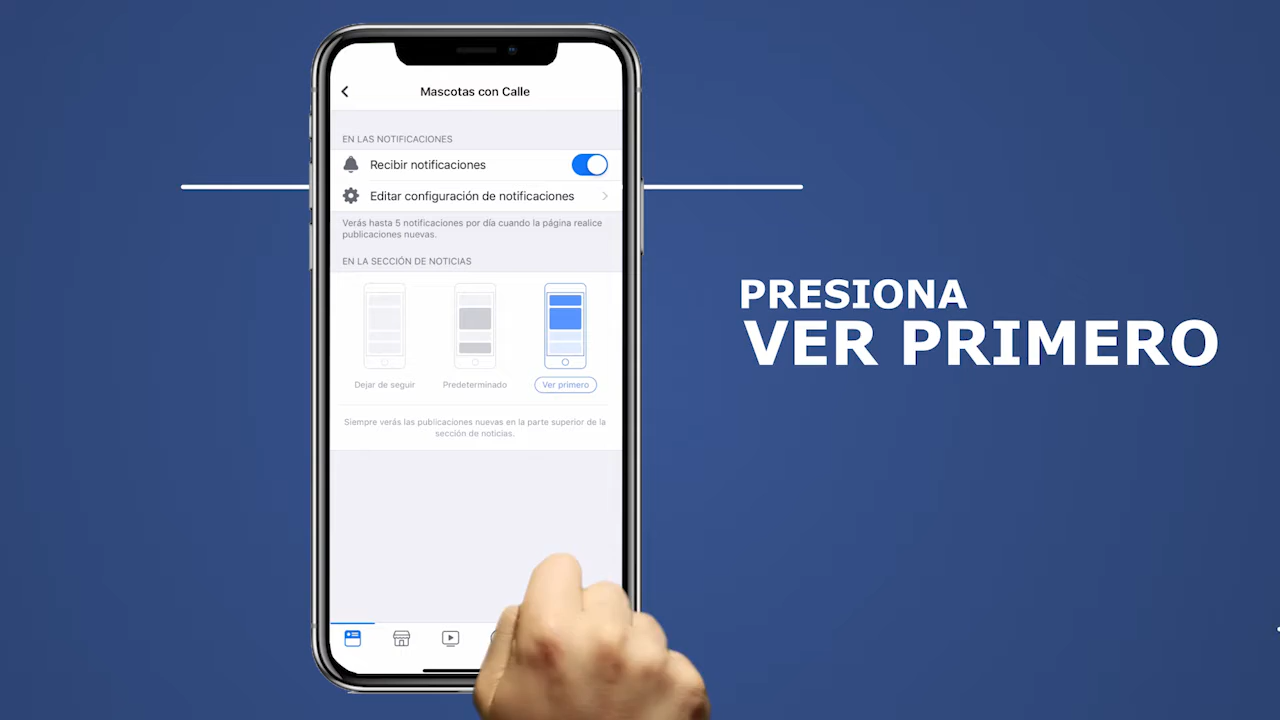 Mascotas con Calle
EN LAS NOTIFICACIONES
Recibir notificaciones
Editar configuración de notificaciones
Verás hasta 5 notificaciones por día cuando la página realice
publicaciones nuevas.
EN LA SECCIÓN DE NOTICIAS
Dejar de seguir
Predeterminado
Ver primero
Siempre verás las publicaciones nuevas en la parte superior de la
sección de noticias.
PRESIONA
VER PRIMERO